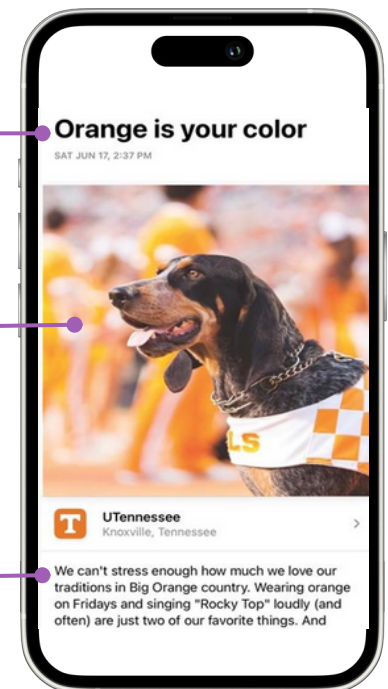 Orange is your color
SAT JUN 17, 2:37 PM
LS
T
UTennessee
Knoxville, Tennessee
We can't stress enough how much we love our
traditions in Big Orange country. Wearing orange
on Fridays and singing "Rocky Top" loudly (and
often) are just two of our favorite things. And